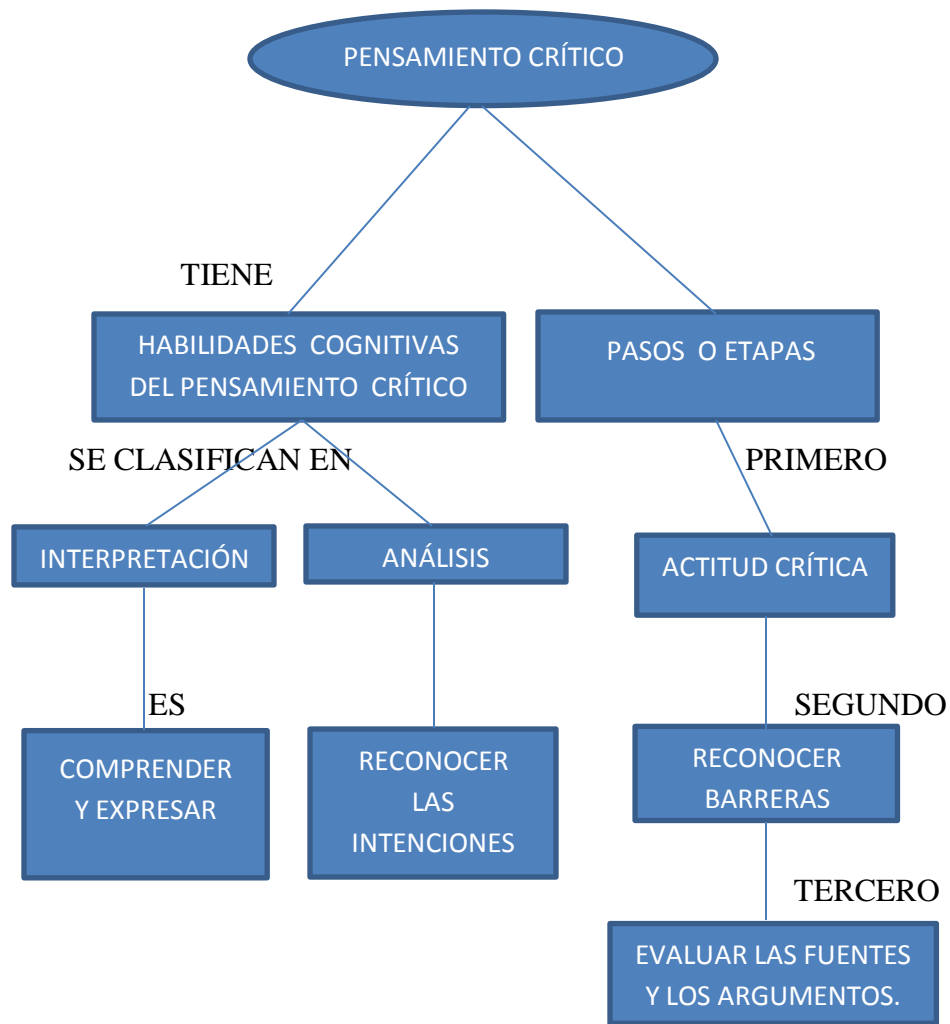 PENSAMIENTO CRÍTICO
TIENE
HABILIDADES COGNITIVAS
DEL PENSAMIENTO CRÍTICO
PASOS O ETAPAS
SE CLASIFICAN EN
PRIMERO
INTERPRETACIÓN
ANÁLISIS
ACTITUD CRÍTICA
ES
SEGUNDO
COMPRENDER
Y EXPRESAR
RECONOCER
LAS
INTENCIONES
RECONOCER
BARRERAS
TERCERO
EVALUAR LAS FUENTES
Y LOS ARGUMENTOS.